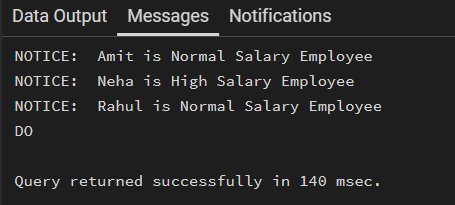 Data Output Messages Notifications
NOTICE:  Amit is Normal Salary Employee
NOTICE:  Neha is High Salary Employee
NOTICE:  Rahul is Normal Salary Employee
DO
Query returned successfully in 140 msec.